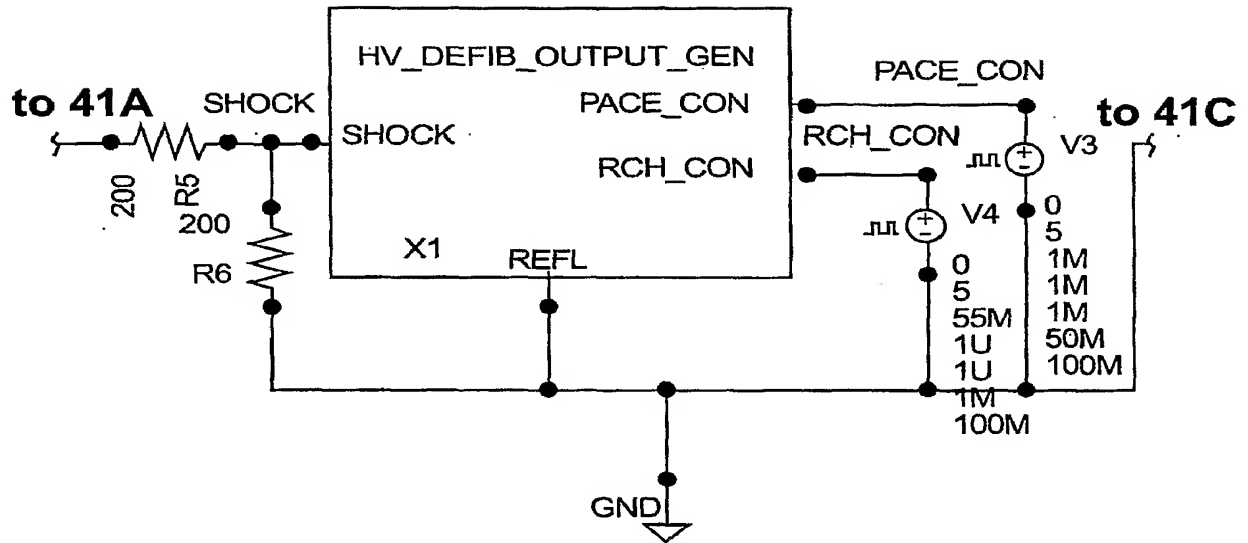 HV_DEFIB_OUTPUT_GEN
PACE_CON
to 41A
SHOCK
PACE_CON
to 41C
SHOCK
RCH_CON
V3
RCH_CON
200
R5
200
V4
R6
X1
REFL
0
5
1M
1M
1M
50M
100M
0
5
55M
1U
1U
1M
100M
GND